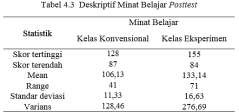 Tabel 4.3 Deskriptif Minat Belajar Posttest
Statistik Minat Belajar
Kelas Konvensional Kelas Eksperimen
Skor tertinggi 128 155
Skor terendah 87 84
Mean 106,13 133,14
Range 41 71
Standar deviasi 11,33 16,63
Varians 128,46 276,69